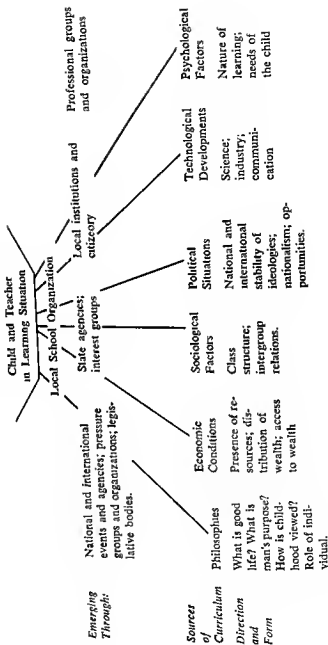 Child and Teacher
in Learning Situation
Local School Organization
Emerging
Through:
National and international
events and agencies; pressure
groups and organizations; legis-
lative bodies.
State agencies;
interest groups
Local institutions and
citizenry
Professional groups
and organizations
Sources
of
Curriculum
Philosophies
Economic
Conditions
Sociological
Factors
Political
Situations
Technological
Developments
Psychological
Factors
Direction
and
Form
What is good
life? What is
man's purpose?
How is child-
hood viewed?
Role of indi-
vidual.
Presence of re-
sources; dis-
tribution of
wealth; access
to wealth
Class
structure;
intergroup
relations.
National and
international
stability of
ideologies;
nationalism; op-
portunities.
Science;
industry;
communi-
cation
Nature of
learning;
needs of
the child